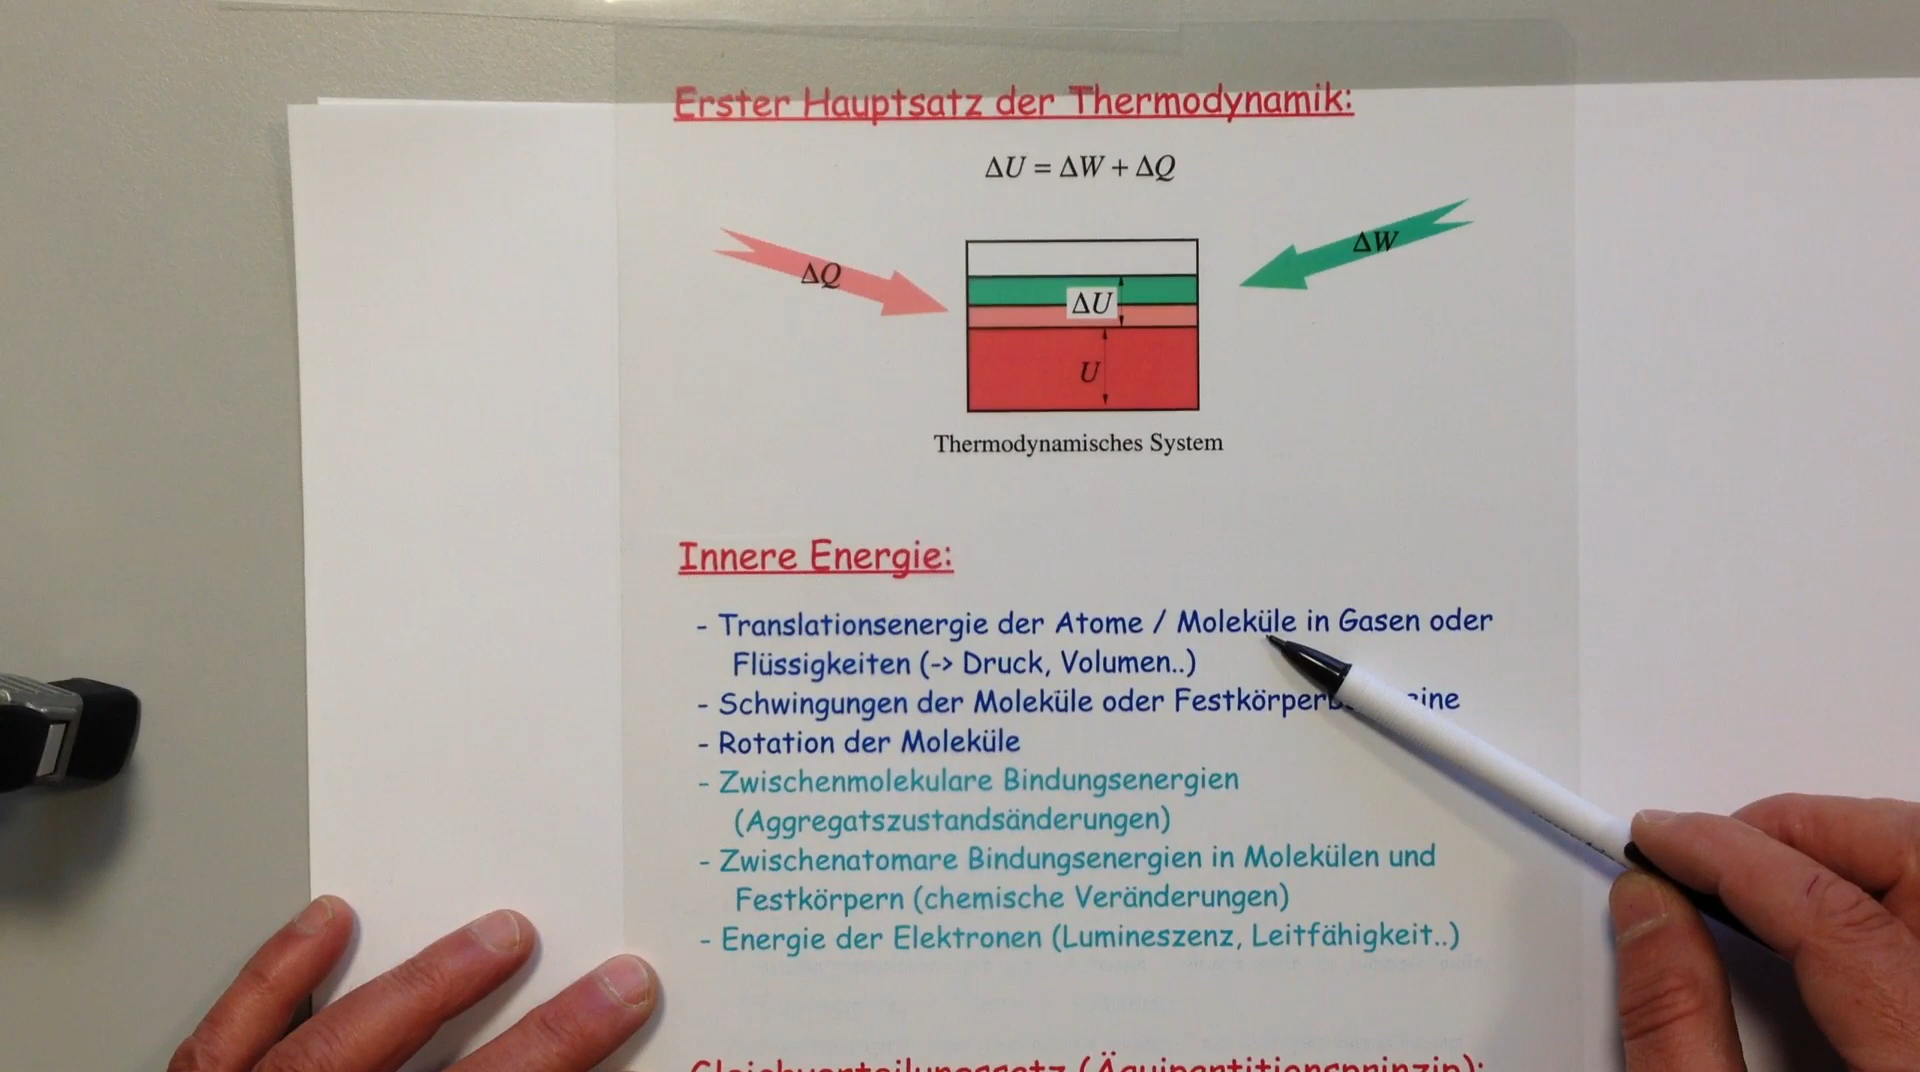 Erster Hauptsatz der Thermodynamik:
ΔU = ΔW + ΔQ
ΔQ
ΔW
ΔU
U
Thermodynamisches System
Innere Energie:
- Translationsenergie der Atome / Moleküle in Gasen oder
Flüssigkeiten (-> Druck, Volumen..)
- Schwingungen der Moleküle oder
- Rotation der Moleküle
- Zwischenmolekulare Bindungsenergien
(Aggregatszustandsänderungen)
- Zwischenatomare Bindungsenergien in Molekülen und
Festkörpern (chemische Veränderungen)
- Energie der Elektronen (Lumineszenz, Leitfähigkeit..)
Gleichverteilungssatz (Äquipartitionsprinzip):